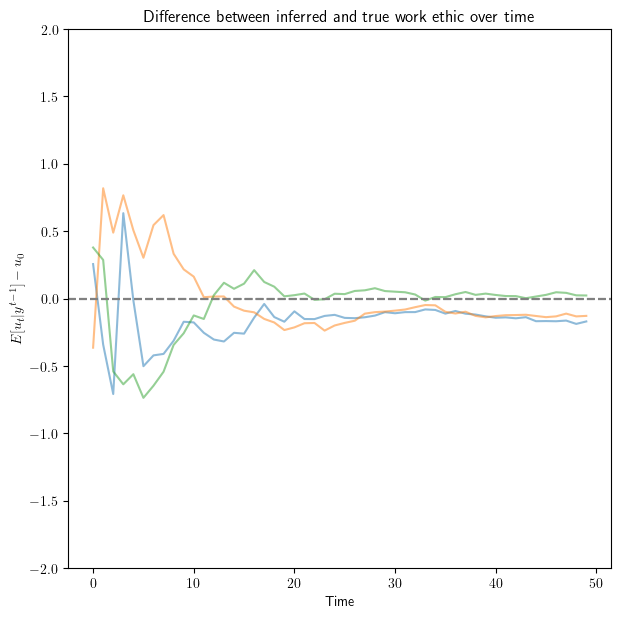 Difference between inferred and true work ethic over time
2.0
1.5
1.0
0.5
0.0
−0.5
−1.0
−1.5
−2.0
E[u_t|y^{t−1}] − u_0
0 10 20 30 40 50
Time